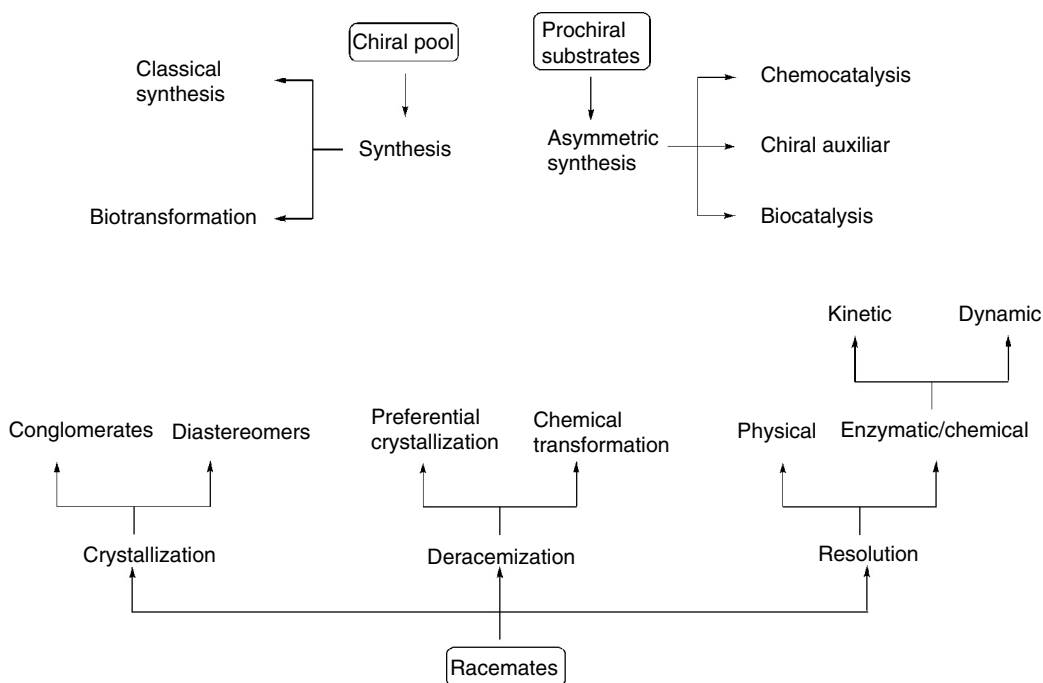 Chiral pool
Prochiral
substrates
Classical
synthesis
Chemocatalysis
Synthesis
Asymmetric
synthesis
Chiral auxiliar
Biotransformation
Biocatalysis
Kinetic
Dynamic
Conglomerates
Diastereomers
Preferential
crystallization
Chemical
transformation
Physical
Enzymatic/chemical
Crystallization
Deracemization
Resolution
Racemates